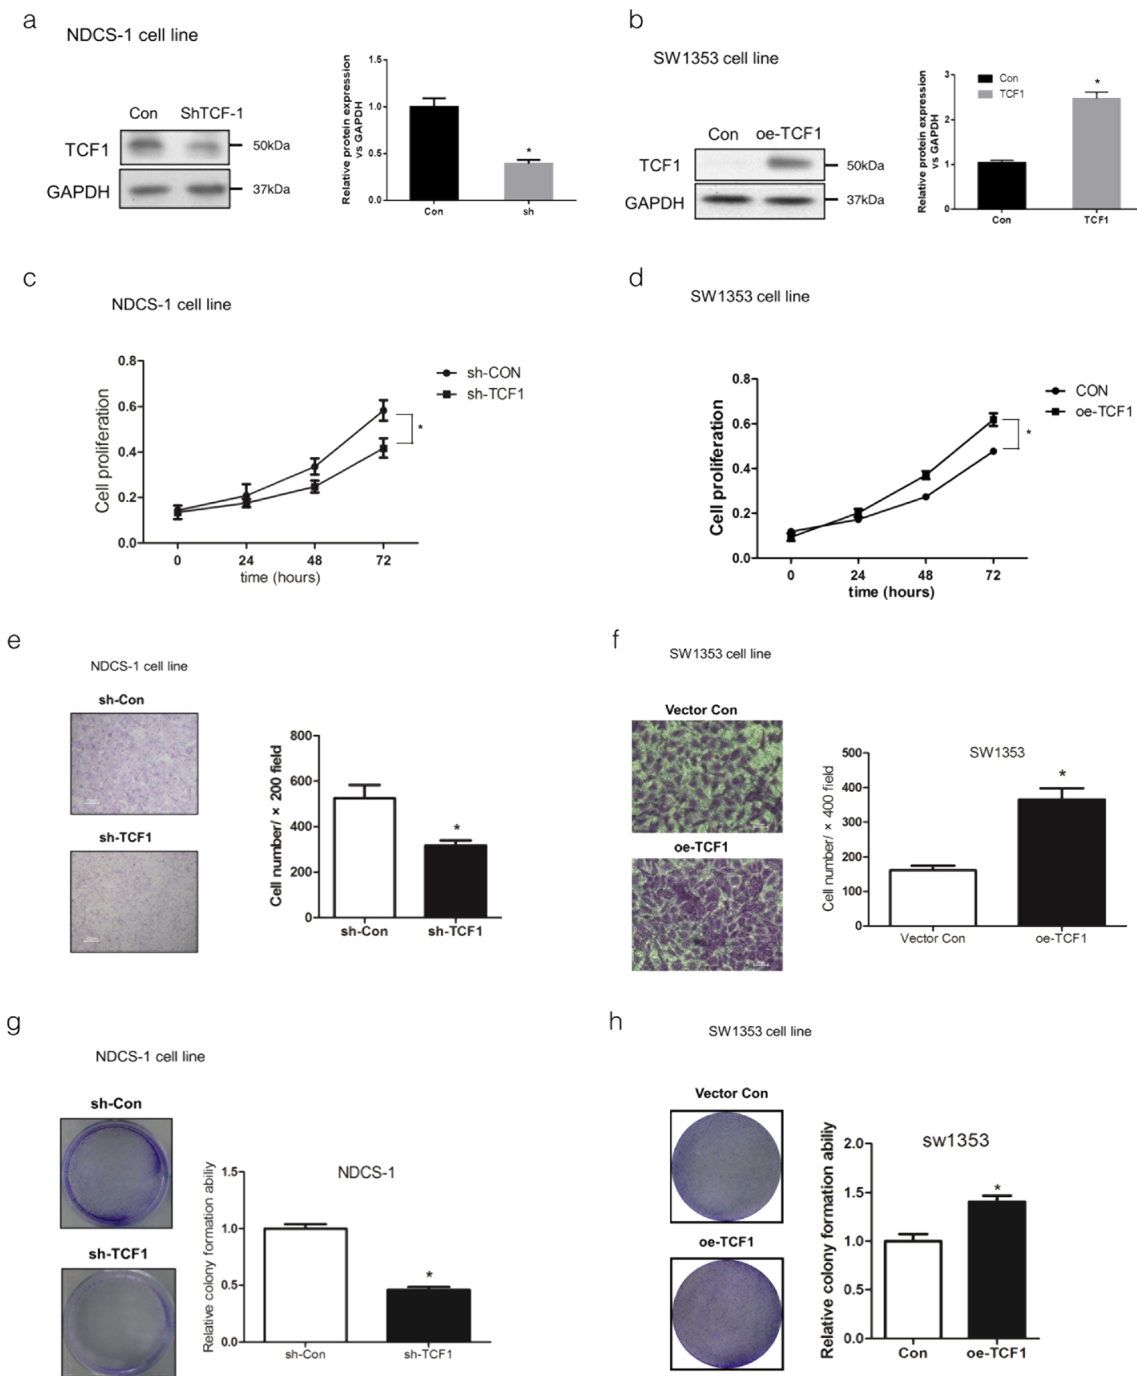 a
NDCS-1 cell line
Con ShTCF-1
TCF1
50kDa
GAPDH
37kDa
Relative protein expression
vs GAPDH
1.5
1.0
0.5
0.0
Con sh
*
b
SW1353 cell line
Con oe-TCF1
TCF1
50kDa
GAPDH
37kDa
Relative protein expression
vs GAPDH
3
2
1
0
Con
TCF1
*
Con TCF1
c
NDCS-1 cell line
Cell proliferation
0.8
0.6
0.4
0.2
0.0
0 24 48 72
time (hours)
sh-CON
sh-TCF1
*
d
SW1353 cell line
Cell proliferation
0.8
0.6
0.4
0.2
0.0
0 24 48 72
time (hours)
CON
oe-TCF1
*
e
NDCS-1 cell line
sh-Con
sh-TCF1
Cell number/ × 200 field
800
600
400
200
0
*
sh-Con sh-TCF1
f
SW1353 cell line
Vector Con
oe-TCF1
SW1353
Cell number/ × 400 field
500
400
300
200
100
0
*
Vector Con oe-TCF1
g
NDCS-1 cell line
sh-Con
sh-TCF1
NDCS-1
Relative colony formation abiliy
1.5
1.0
0.5
0.0
*
sh-Con sh-TCF1
h
SW1353 cell line
Vector Con
oe-TCF1
sw1353
Relative colony formation abiliy
2.0
1.5
1.0
0.5
0.0
*
Con oe-TCF1